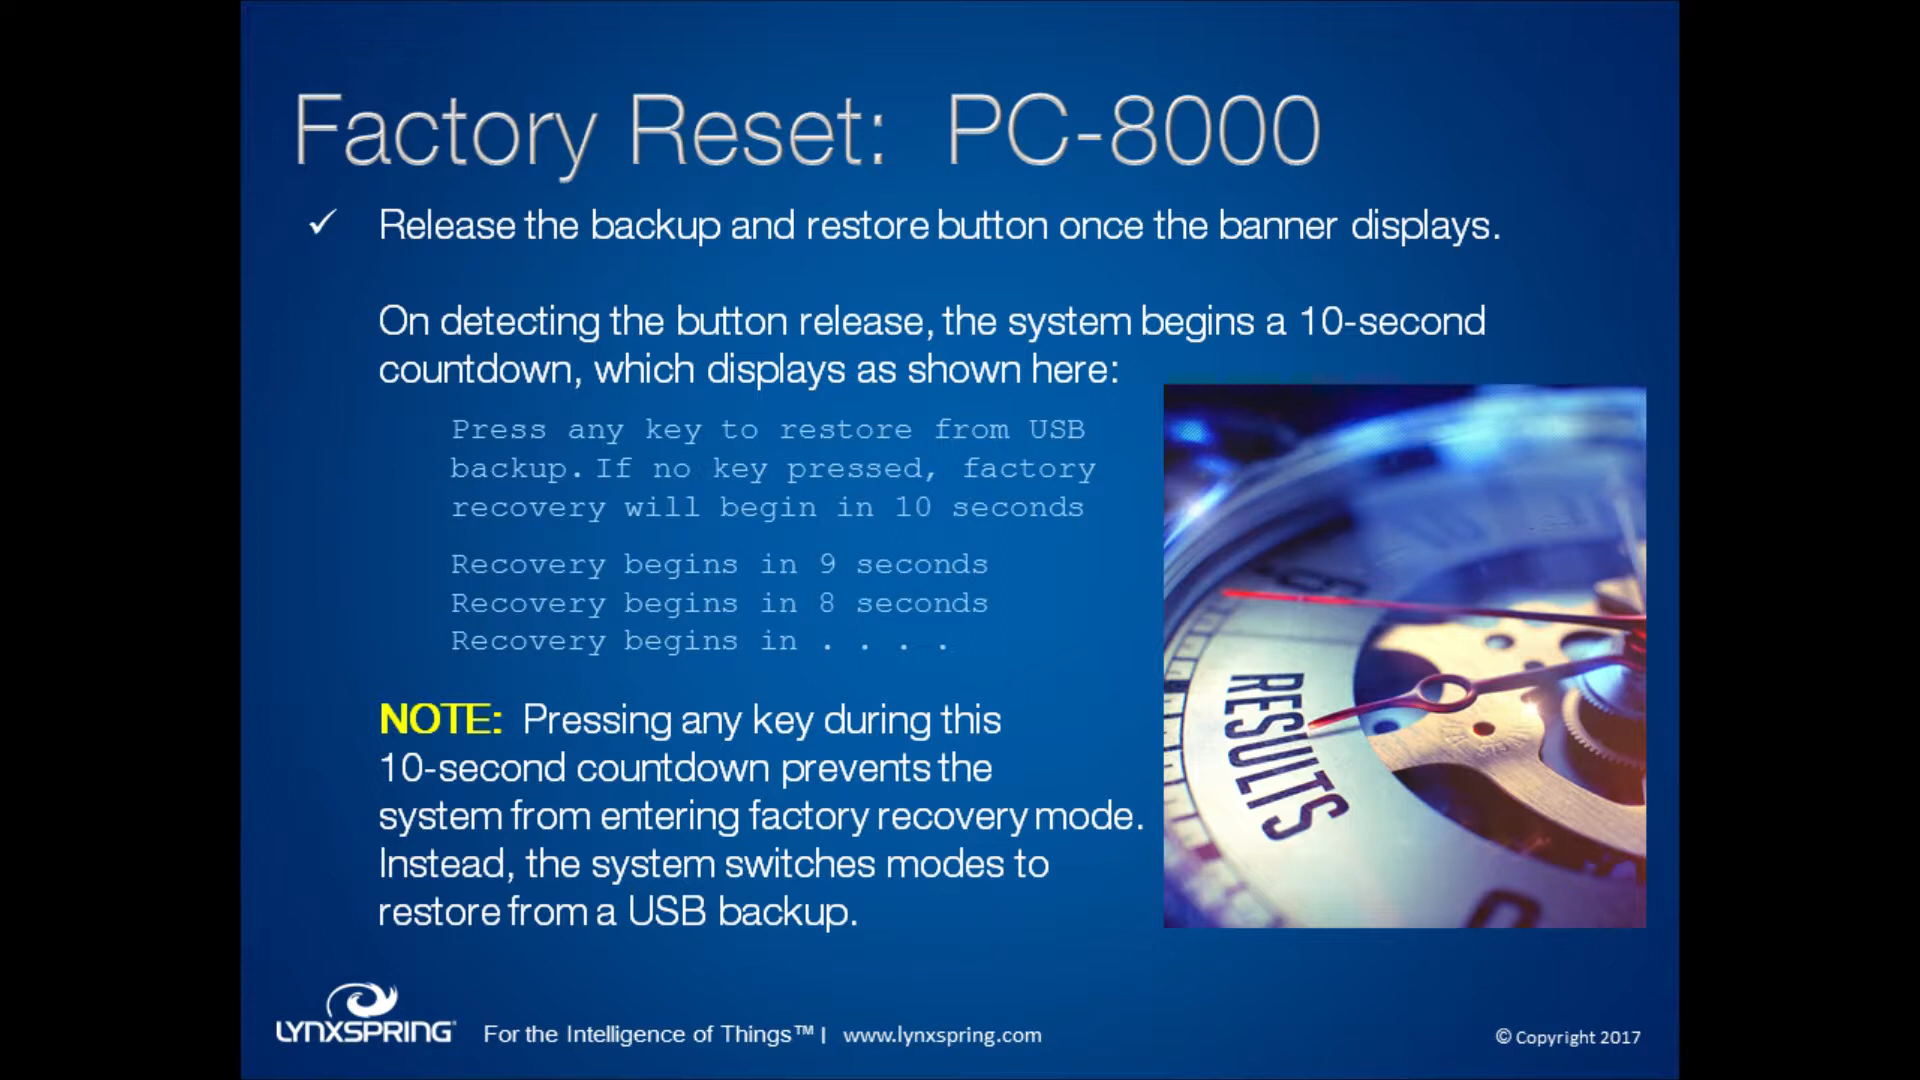 Factory Reset: PC-8000
✓ Release the backup and restore button once the banner displays.
On detecting the button release, the system begins a 10-second
countdown, which displays as shown here:
Press any key to restore from USB
backup. If no key pressed, factory
recovery will begin in 10 seconds
Recovery begins in 9 seconds
Recovery begins in 8 seconds
Recovery begins in . . . .
NOTE: Pressing any key during this
10-second countdown prevents the
system from entering factory recovery mode.
Instead, the system switches modes to
restore from a USB backup.
RESULTS
LYNXSPRING For the Intelligence of Things™ | www.lynxspring.com
© Copyright 2017